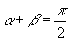 α + β = π/2